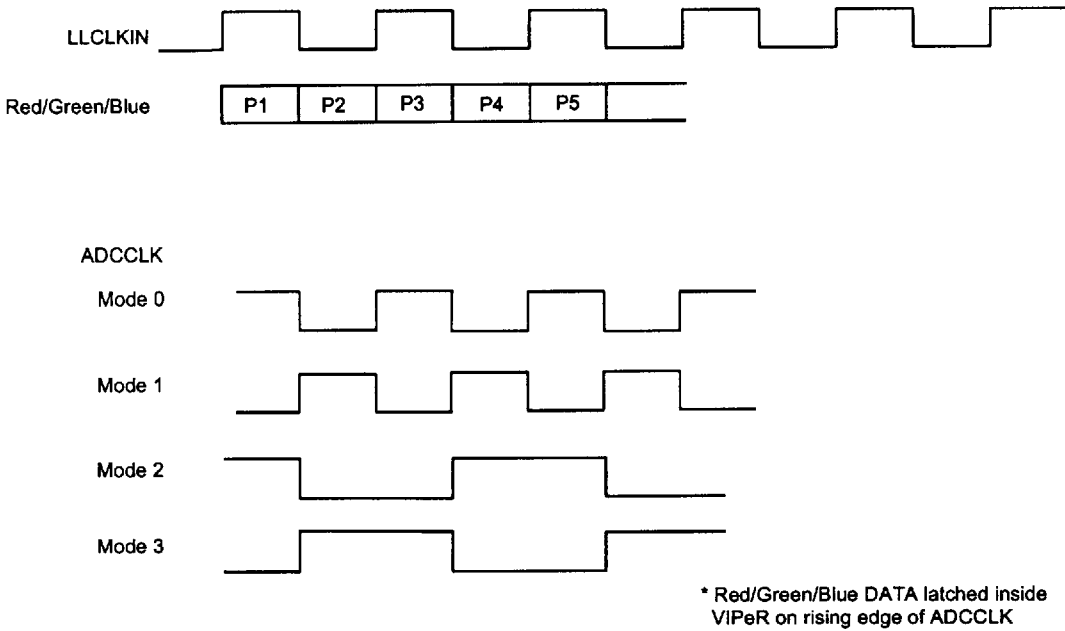 LLCLKIN
Red/Green/Blue P1 P2 P3 P4 P5
ADCCLK
Mode 0
Mode 1
Mode 2
Mode 3
* Red/Green/Blue DATA latched inside
VIPeR on rising edge of ADCCLK